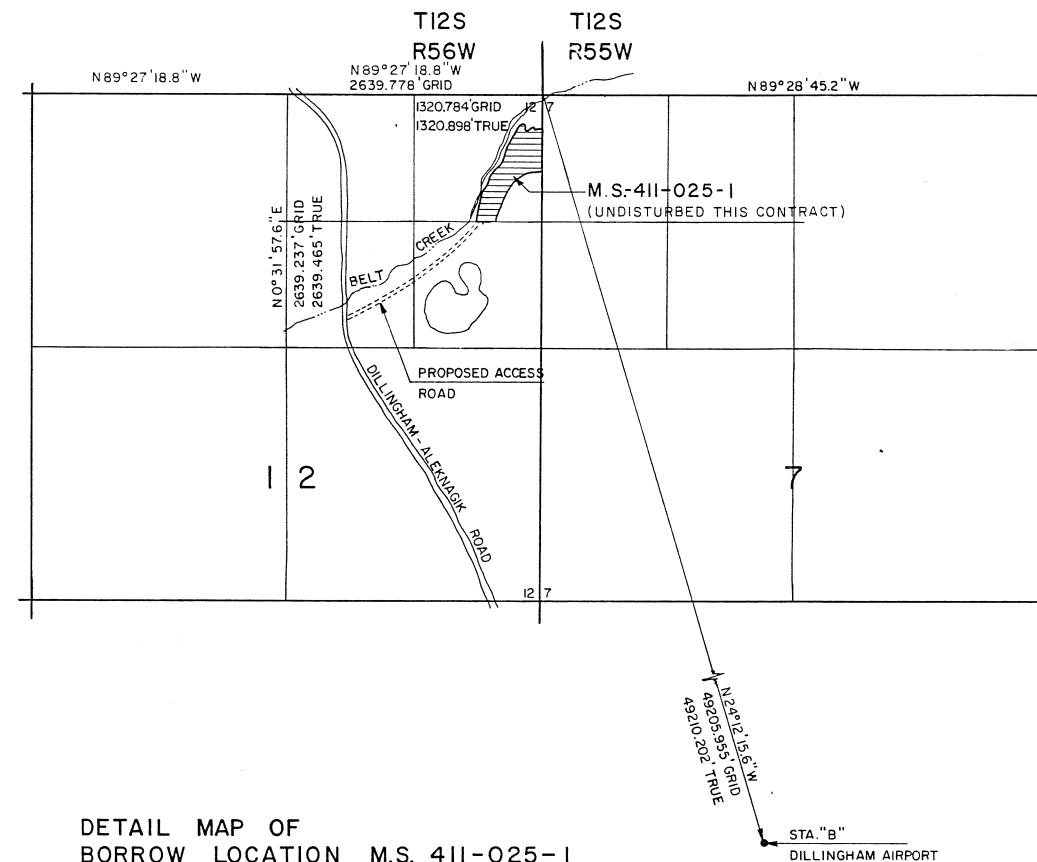 T12S
R56W
T12S
R55W
N89°27'18.8"W
N89°27'18.8"W
2639.778' GRID
N89°28'45.2"W
1320.784' GRID
1320.898' TRUE
12 7
M.S.-411-025-1
(UNDISTURBED THIS CONTRACT)
N0°31'57.6"E
2639.237' GRID
2639.465' TRUE
BELT CREEK
PROPOSED ACCESS
ROAD
DILLINGHAM-ALEKNAGIK ROAD
12
7
12 7
N24°12'15.6"W
49205.955' GRID
49210.202' TRUE
STA. "B"
DILLINGHAM AIRPORT
DETAIL MAP OF
BORROW LOCATION M.S. 411-025-1